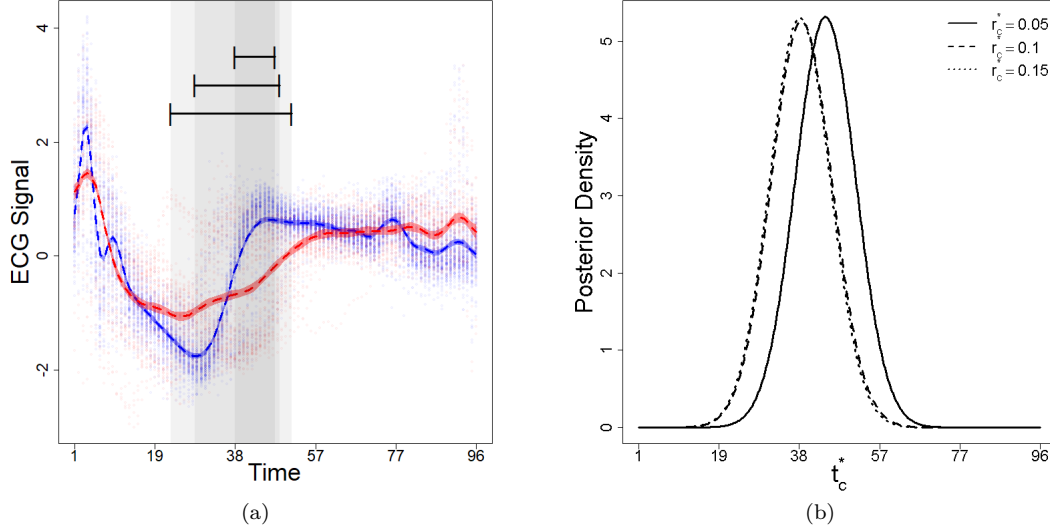 4
2
0
-2
ECG Signal
1 19 38 57 77 96
Time
(a)
5
4
3
2
1
0
Posterior Density
r*c = 0.05
r*c = 0.1
r*c = 0.15
1 19 38 57 77 96
t*c
(b)